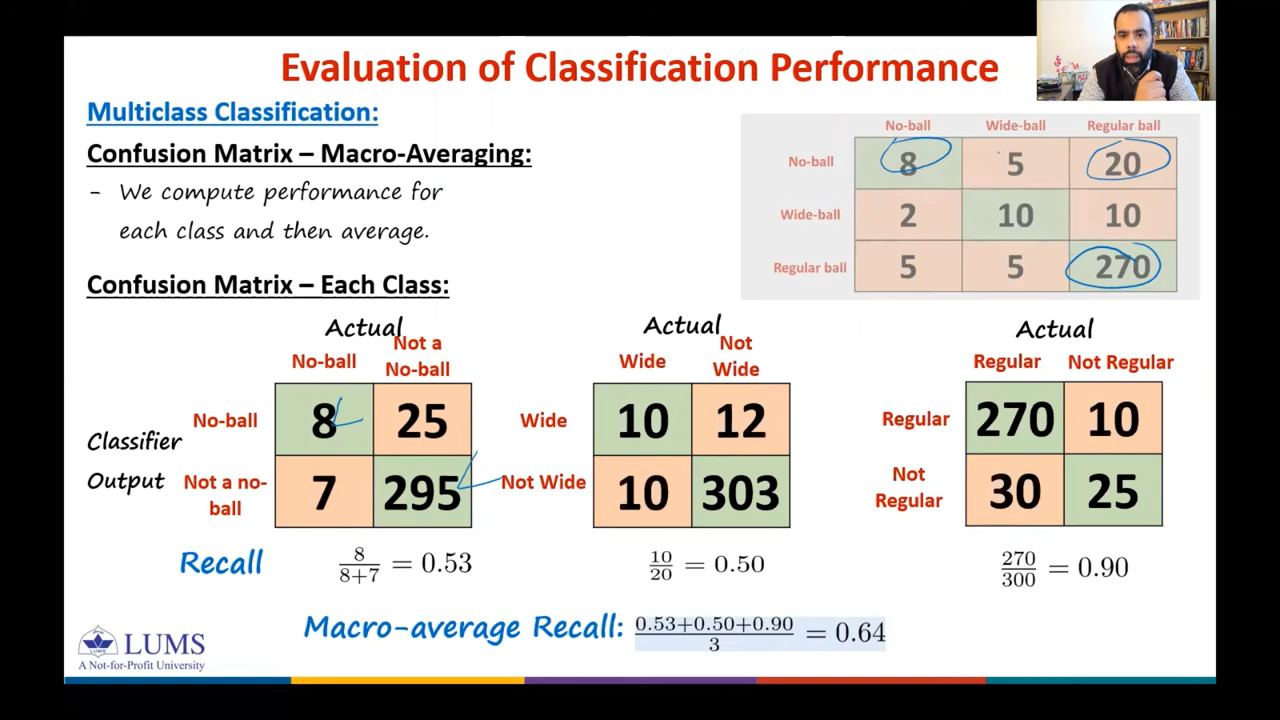 Evaluation of Classification Performance
Multiclass Classification:
Confusion Matrix – Macro-Averaging:
- We compute performance for
each class and then average.
No-ball Wide-ball Regular ball
No-ball 8 5 20
Wide-ball 2 10 10
Regular ball 5 5 270
Confusion Matrix – Each Class:
Actual
No-ball Not a
No-ball
Classifier
Output
No-ball 8 25
Not a no-
ball 7 295
Actual
Wide Not
Wide
Wide 10 12
Not Wide 10 303
Actual
Regular Not Regular
Regular 270 10
Not
Regular 30 25
Recall 8/8+7 = 0.53 10/20 = 0.50 270/300 = 0.90
Macro-average Recall: 0.53+0.50+0.90/3 = 0.64
LUMS
LUMS
A Not-for-Profit University